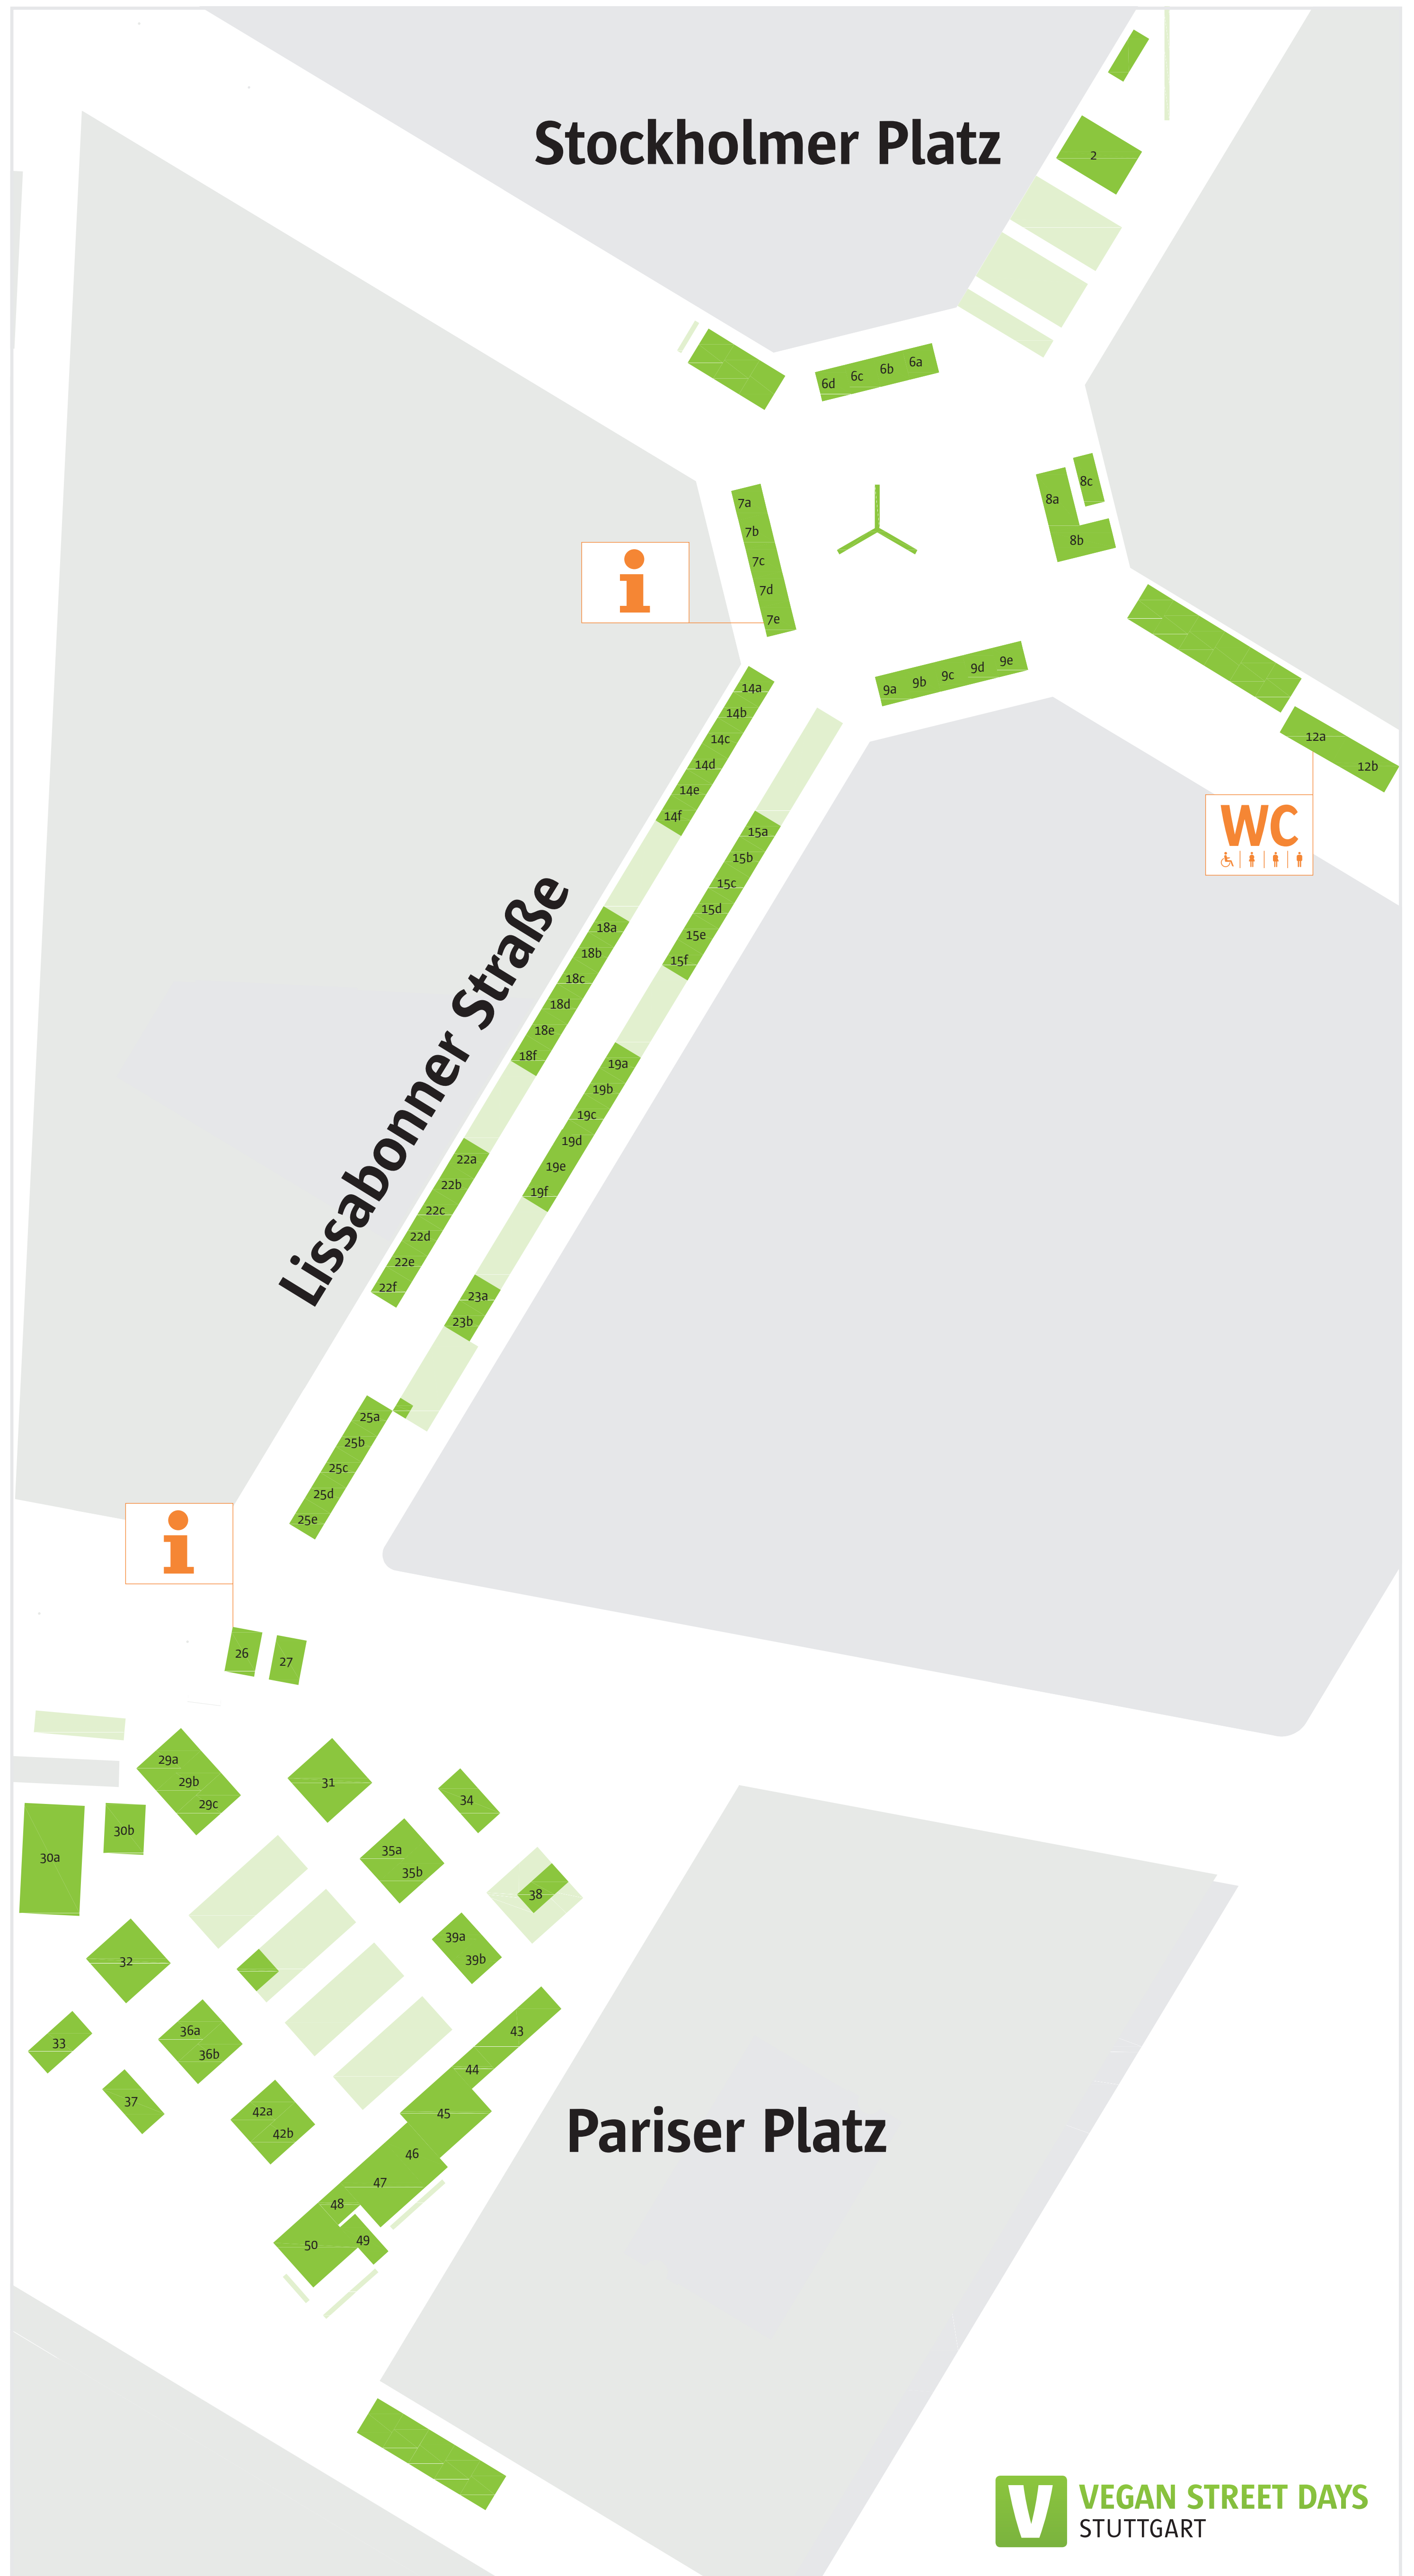 Stockholmer Platz
2
6d 6c 6b 6a
7a
7b
7c
7d
7e
i
8a
8c
8b
9a 9b 9c 9d 9e
12a
12b
WC
14a
14b
14c
14d
14e
14f
15a
15b
15c
15d
15e
15f
Lissabonner Straße
18a
18b
18c
18d
18e
18f
19a
19b
19c
19d
19e
19f
22a
22b
22c
22d
22e
22f
23a
23b
25a
25b
25c
25d
25e
i
26
27
29a
29b
29c
30a
30b
31
32
33
34
35a
35b
36a
36b
37
38
39a
39b
42a
42b
43
44
45
46
47
48
49
50
Pariser Platz
V
VEGAN STREET DAYS
STUTTGART